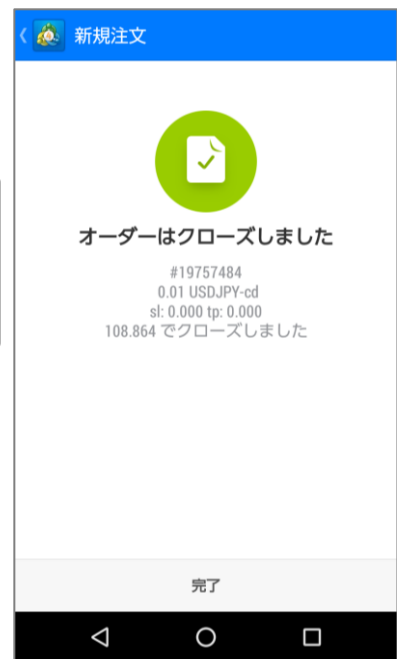 新規注文
オーダーはクローズしました
#19757484
0.01 USDJPY-cd
sl: 0.000 tp: 0.000
108.864 でクローズしました
完了